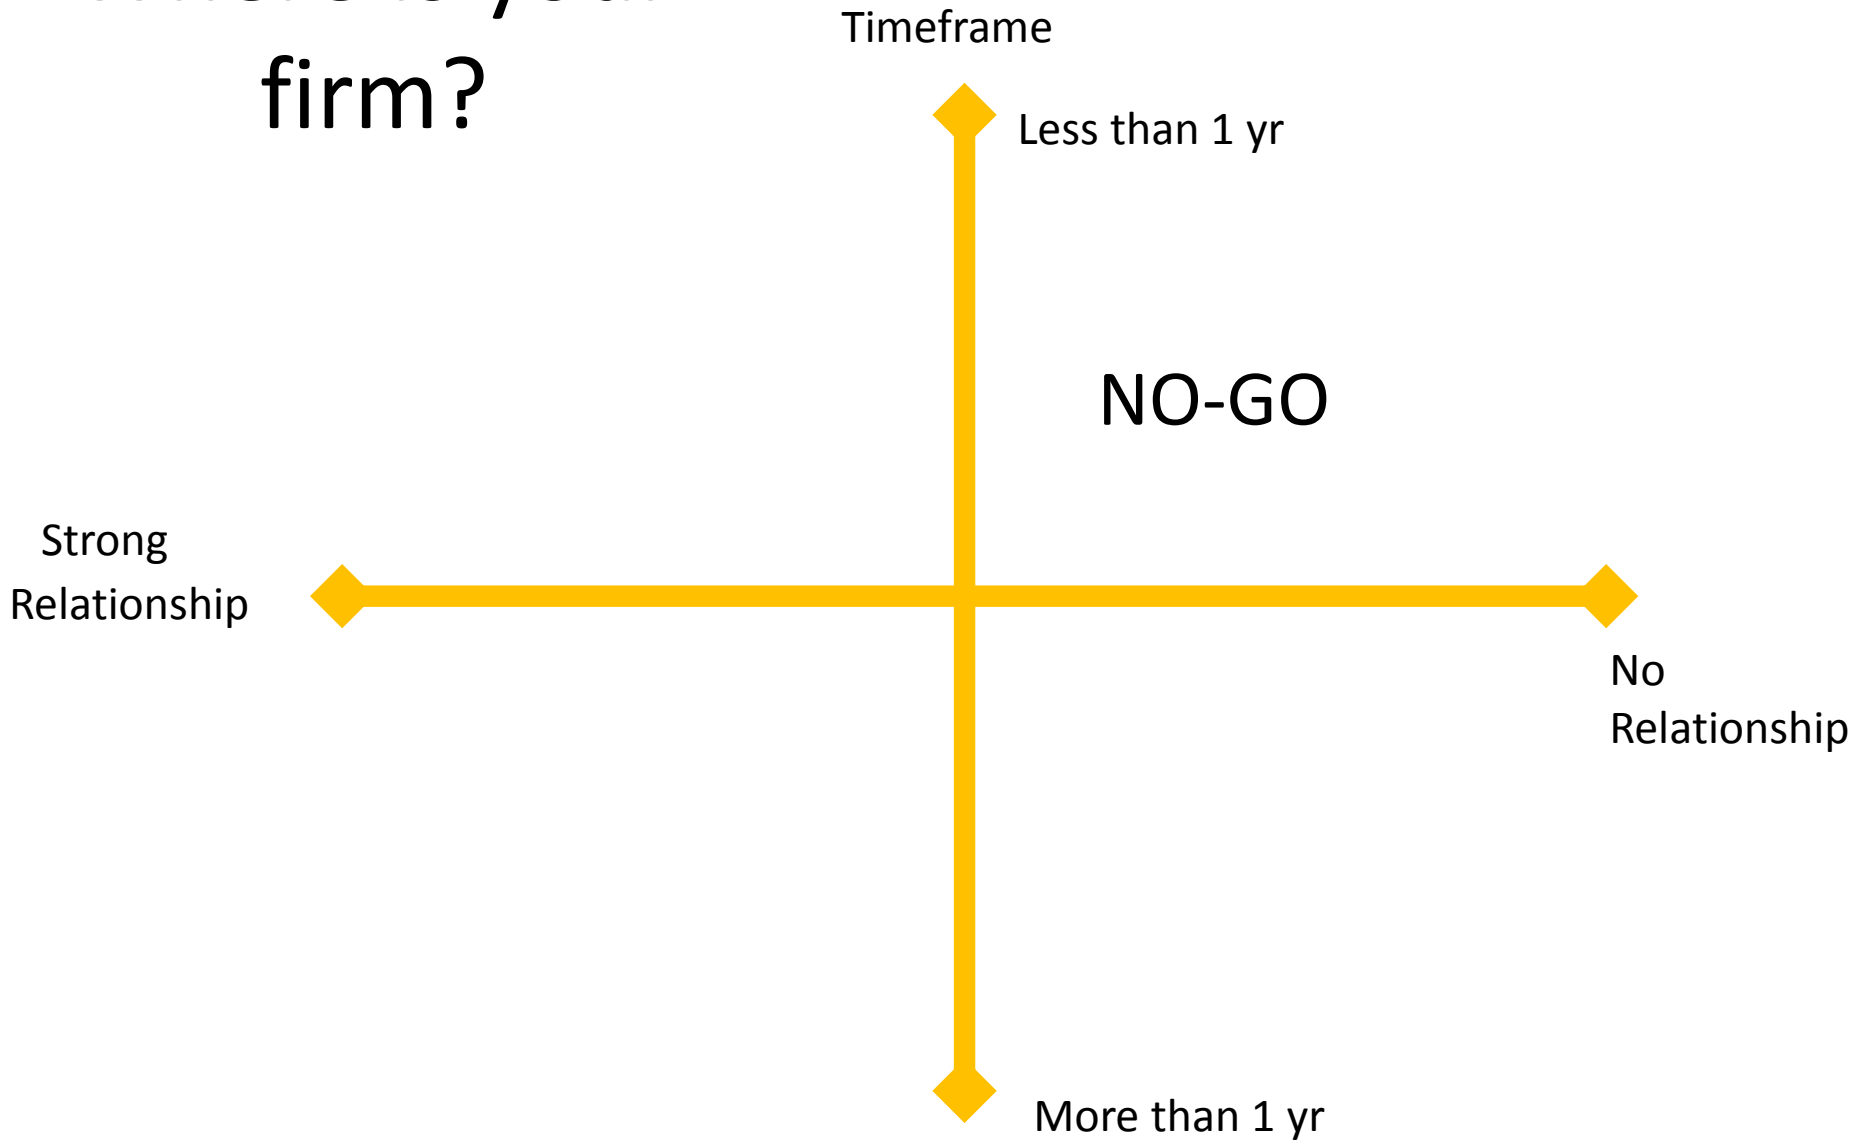 firm?
Timeframe
Less than 1 yr
NO-GO
Strong
Relationship
No
Relationship
More than 1 yr